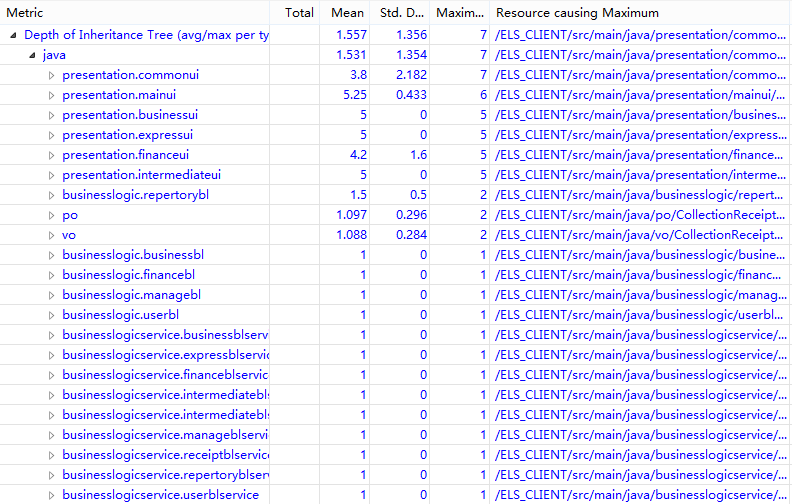 Metric Total Mean Std. D... Maxim... Resource causing Maximum
Depth of Inheritance Tree (avg/max per ty 1.557 1.356 7 /ELS_CLIENT/src/main/java/presentation/commo...
java 1.531 1.354 7 /ELS_CLIENT/src/main/java/presentation/commo...
presentation.commonui 3.8 2.182 7 /ELS_CLIENT/src/main/java/presentation/commo...
presentation.mainui 5.25 0.433 6 /ELS_CLIENT/src/main/java/presentation/mainui/...
presentation.businessui 5 0 5 /ELS_CLIENT/src/main/java/presentation/busines...
presentation.expressui 5 0 5 /ELS_CLIENT/src/main/java/presentation/express...
presentation.financeui 4.2 1.6 5 /ELS_CLIENT/src/main/java/presentation/finance...
presentation.intermediateui 5 0 5 /ELS_CLIENT/src/main/java/presentation/interme...
businesslogic.repertorybl 1.5 0.5 2 /ELS_CLIENT/src/main/java/businesslogic/repert...
po 1.097 0.296 2 /ELS_CLIENT/src/main/java/po/CollectionReceipt...
vo 1.088 0.284 2 /ELS_CLIENT/src/main/java/vo/CollectionReceipt...
businesslogic.businessbl 1 0 1 /ELS_CLIENT/src/main/java/businesslogic/busine...
businesslogic.financebl 1 0 1 /ELS_CLIENT/src/main/java/businesslogic/financ...
businesslogic.managebl 1 0 1 /ELS_CLIENT/src/main/java/businesslogic/manag...
businesslogic.userbl 1 0 1 /ELS_CLIENT/src/main/java/businesslogic/userbl...
businesslogicservice.businessblserv 1 0 1 /ELS_CLIENT/src/main/java/businesslogicservice/...
businesslogicservice.expressblservic 1 0 1 /ELS_CLIENT/src/main/java/businesslogicservice/...
businesslogicservice.financeblservic 1 0 1 /ELS_CLIENT/src/main/java/businesslogicservice/...
businesslogicservice.intermediatebls 1 0 1 /ELS_CLIENT/src/main/java/businesslogicservice/...
businesslogicservice.intermediatebls 1 0 1 /ELS_CLIENT/src/main/java/businesslogicservice/...
businesslogicservice.manageblservi 1 0 1 /ELS_CLIENT/src/main/java/businesslogicservice/...
businesslogicservice.receiptblservic 1 0 1 /ELS_CLIENT/src/main/java/businesslogicservice/...
businesslogicservice.repertoryblser 1 0 1 /ELS_CLIENT/src/main/java/businesslogicservice/...
businesslogicservice.userblservice 1 0 1 /ELS_CLIENT/src/main/java/businesslogicservice/...